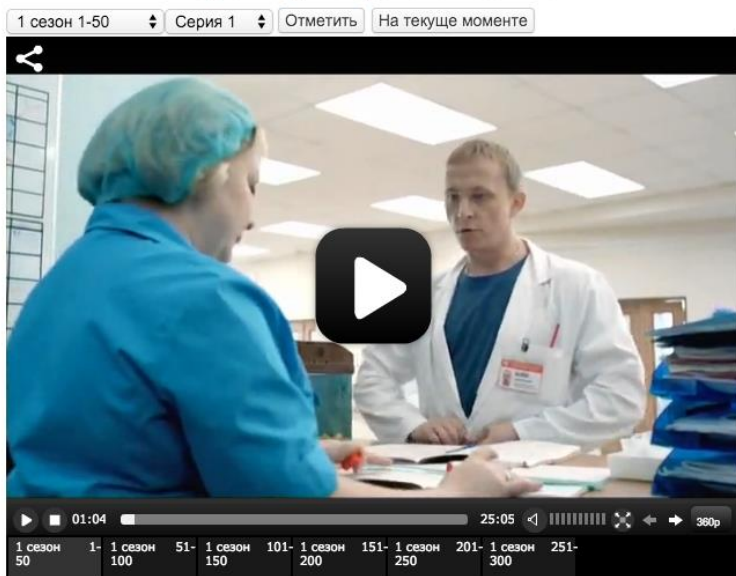 1 сезон 1-50 Серия 1 Отметить На текуще моменте
01:04 25:05 360p
1 сезон 1- 1 сезон 51- 1 сезон 101- 1 сезон 151- 1 сезон 201- 1 сезон 251-
50 100 150 200 250 300